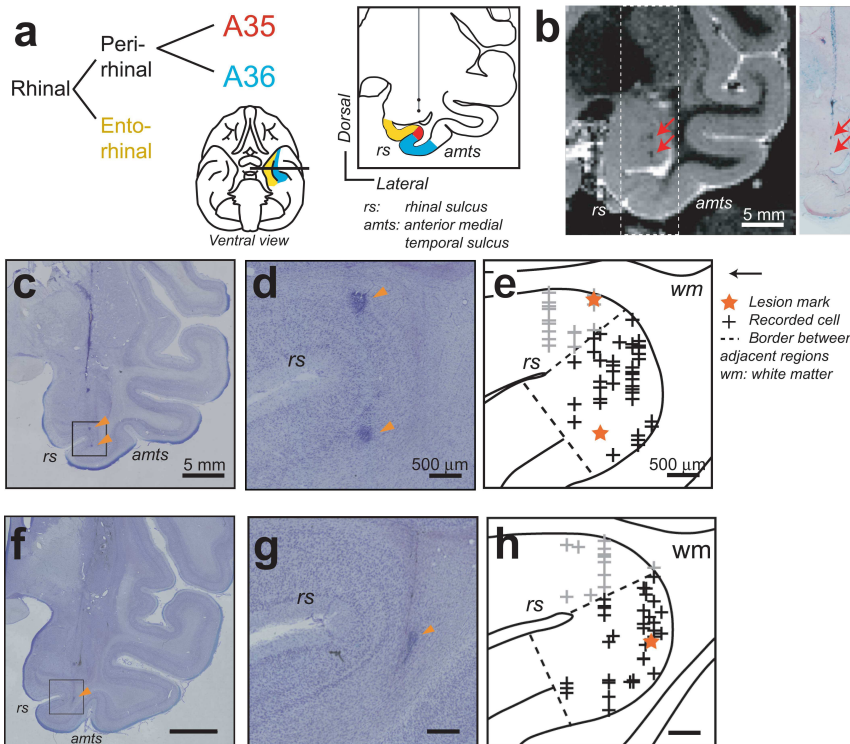 a
Rhinal
Peri-
rhinal
A35
A36
Ento-
rhinal
Ventral view
Dorsal
Lateral
rs
amts
rs: rhinal sulcus
amts: anterior medial
temporal sulcus
b
rs
amts
5 mm
c
rs
amts
5 mm
d
rs
500 μm
e
rs
wm
500 μm
Lesion mark
Recorded cell
Border between
adjacent regions
wm: white matter
f
rs
amts
g
rs
h
rs
wm